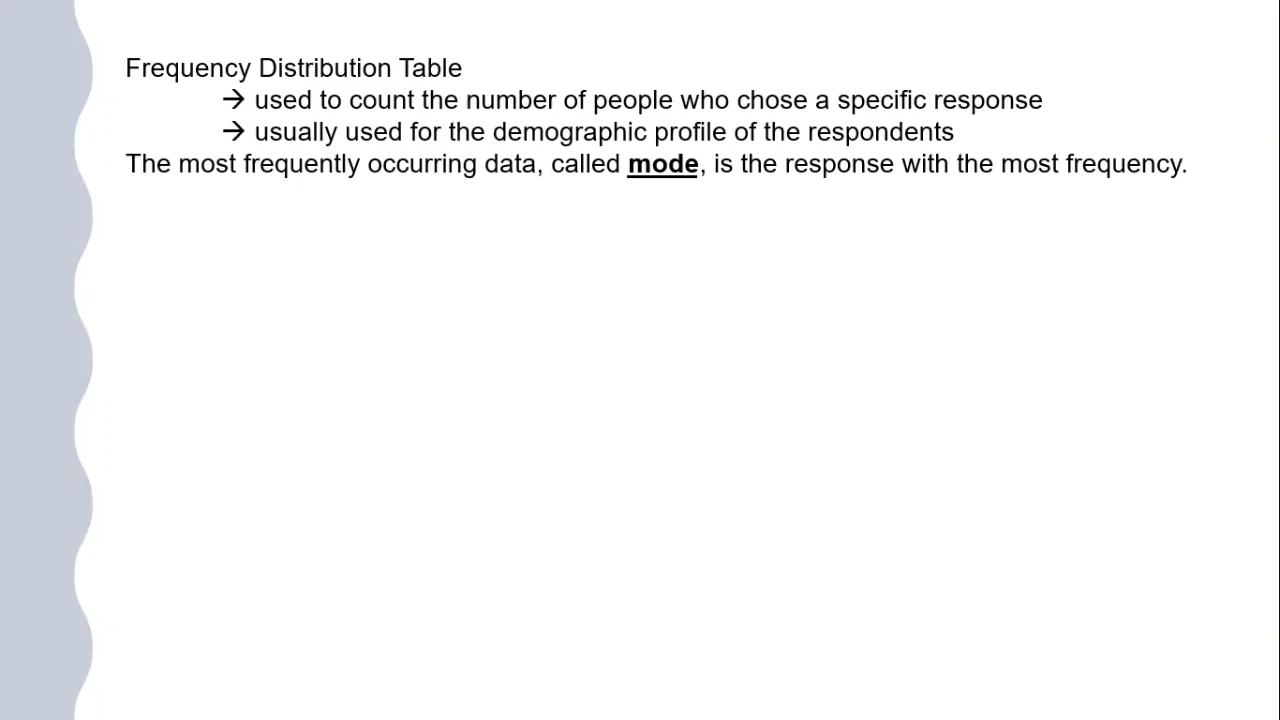 Frequency Distribution Table
→ used to count the number of people who chose a specific response
→ usually used for the demographic profile of the respondents
The most frequently occurring data, called mode, is the response with the most frequency.